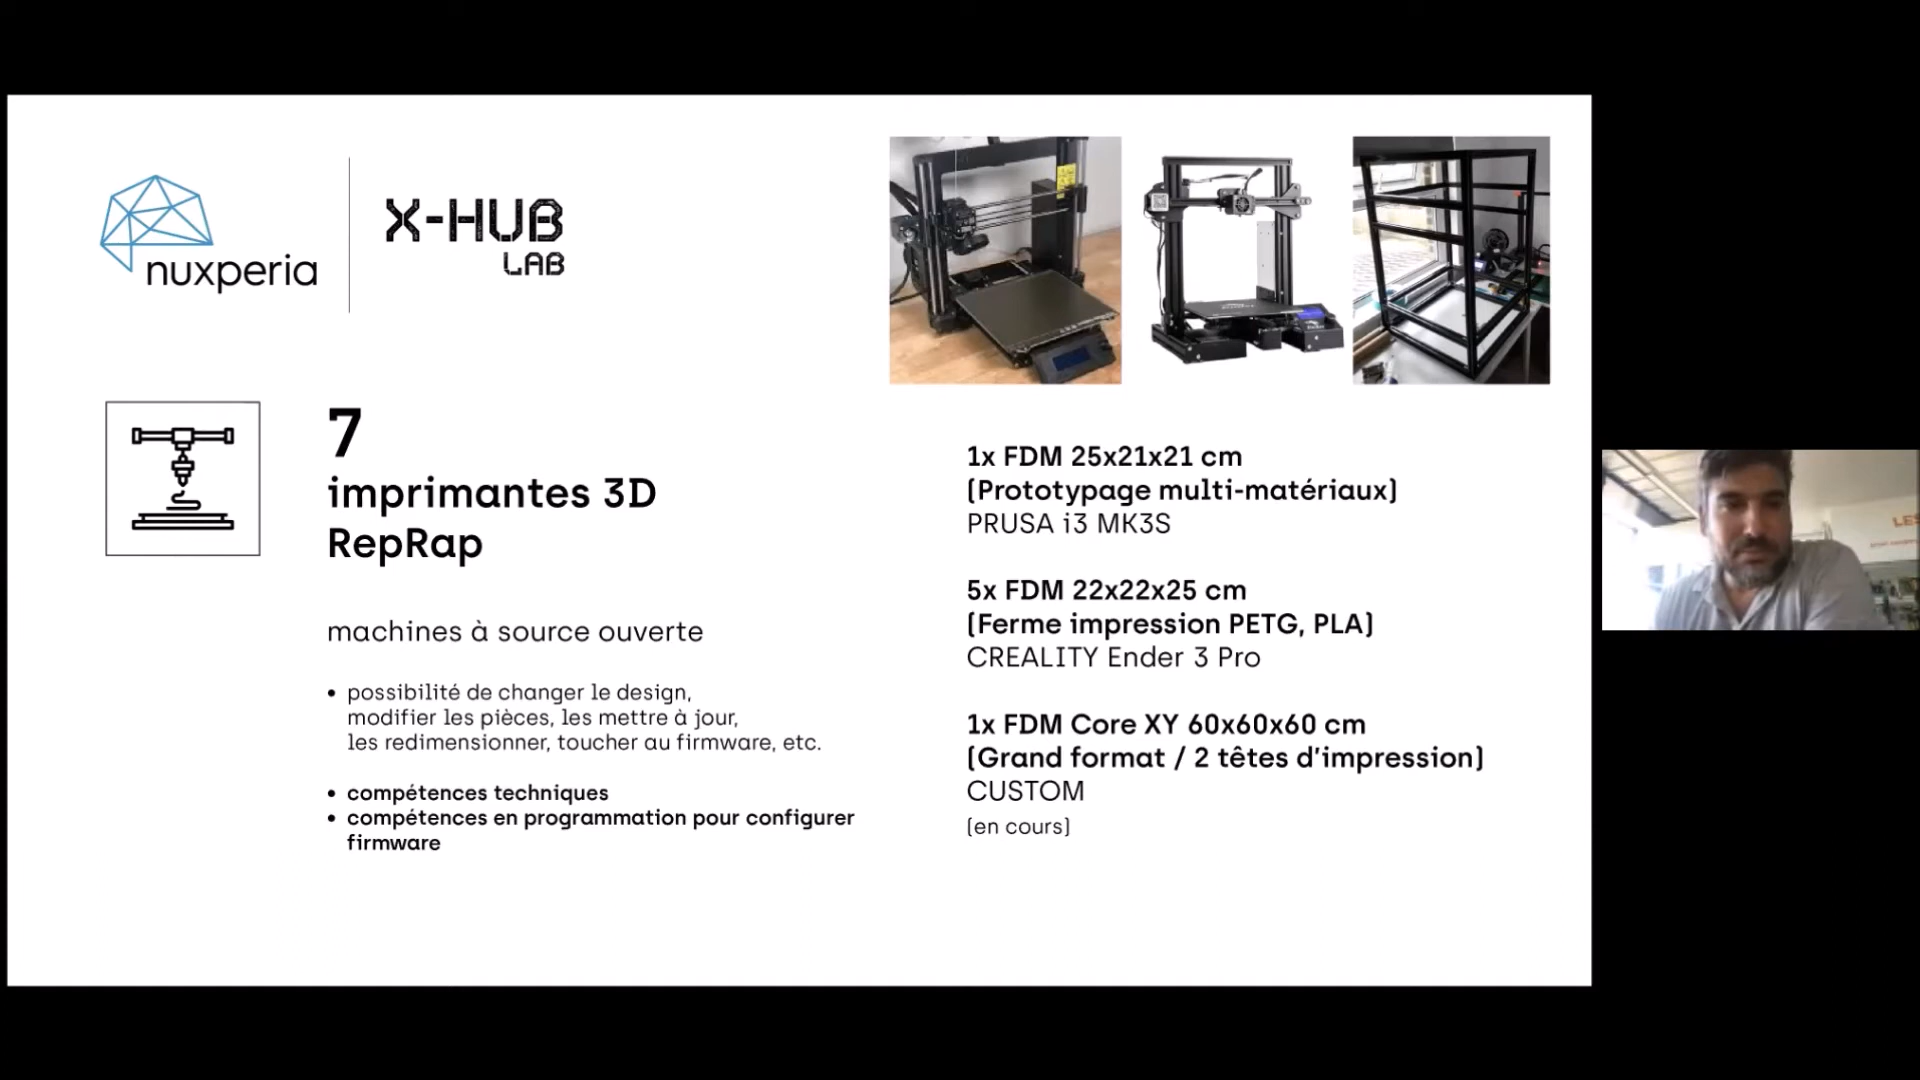 nuxperia
X-HUB
LAB
7
imprimantes 3D
RepRap
machines à source ouverte
• possibilité de changer le design,
modifier les pièces, les mettre à jour,
les redimensionner, toucher au firmware, etc.
• compétences techniques
• compétences en programmation pour configurer
firmware
1x FDM 25x21x21 cm
(Prototypage multi-matériaux)
PRUSA i3 MK3S
5x FDM 22x22x25 cm
(Ferme impression PETG, PLA)
CREALITY Ender 3 Pro
1x FDM Core XY 60x60x60 cm
(Grand format / 2 têtes d'impression)
CUSTOM
(en cours)
LES